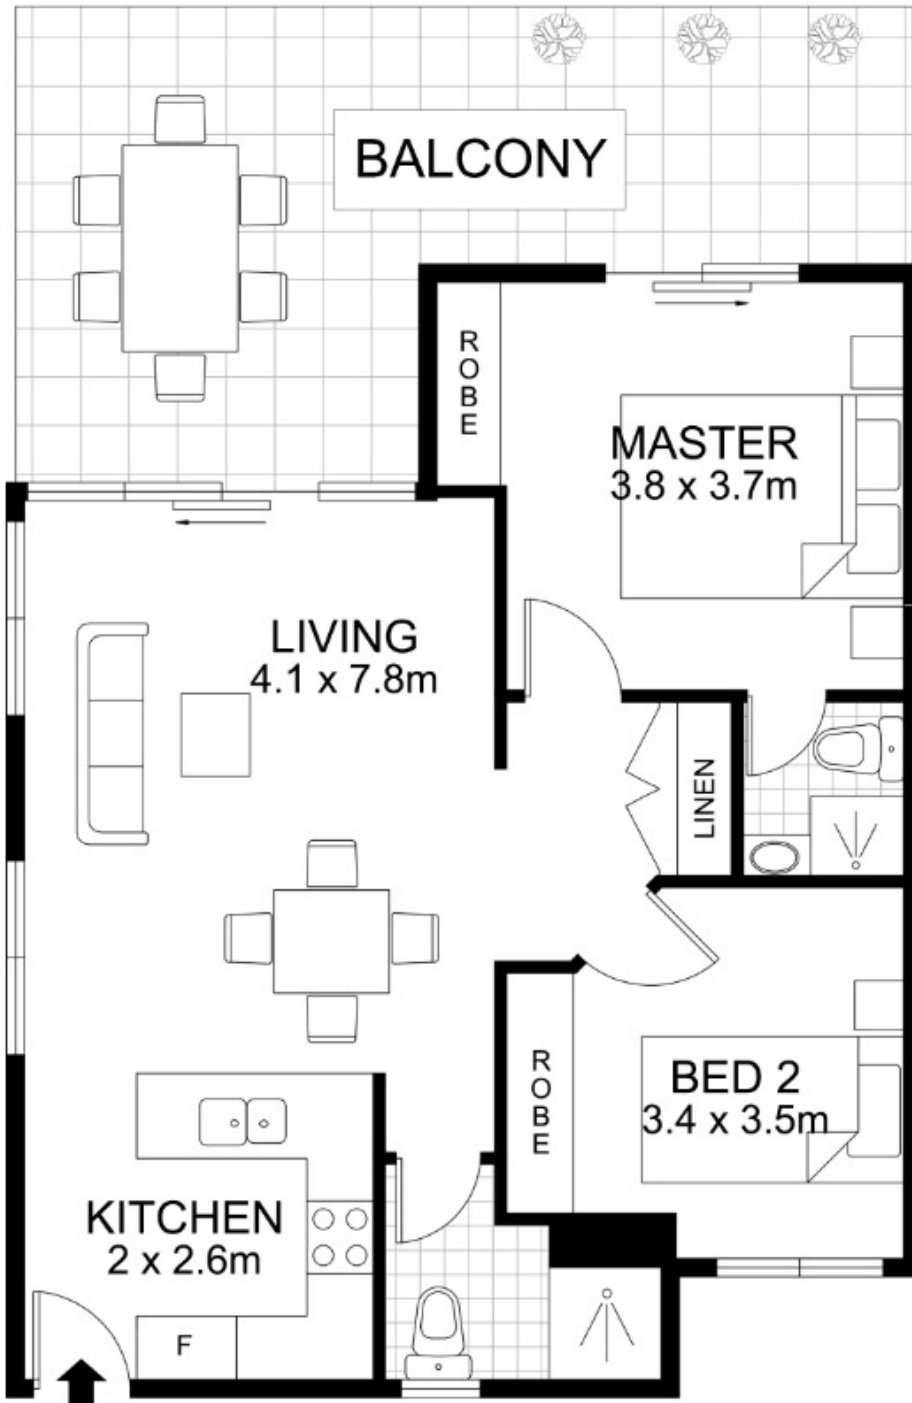 BALCONY
ROBE
MASTER
3.8 x 3.7m
LIVING
4.1 x 7.8m
LINEN
ROBE
BED 2
3.4 x 3.5m
KITCHEN
2 x 2.6m
F